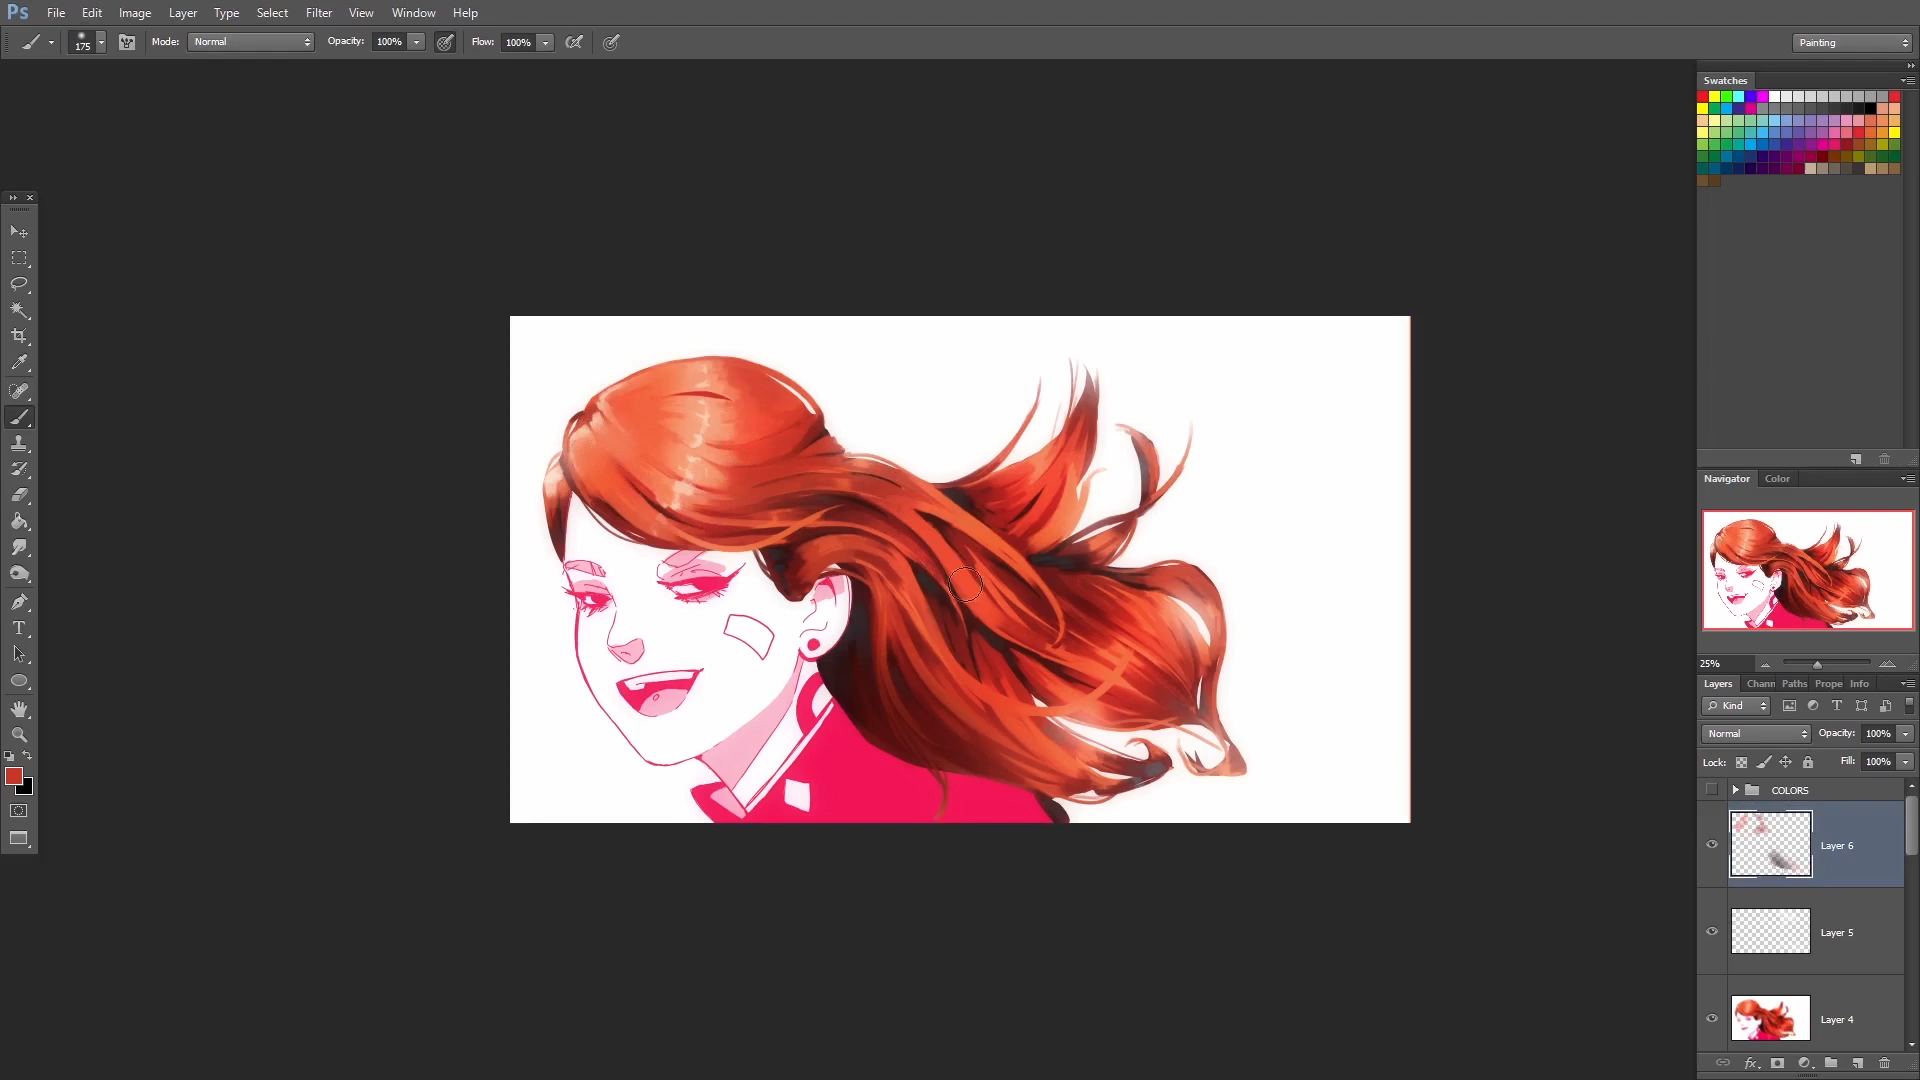 Ps File Edit Image Layer Type Select Filter View Window Help
175 Mode: Normal Opacity: 100% Flow: 100% Painting
Swatches
Navigator Color
25%
Layers Chann Paths Prope Info
Kind
Normal Opacity: 100%
Lock: Fill: 100%
COLORS
Layer 6
Layer 5
Layer 4
fx